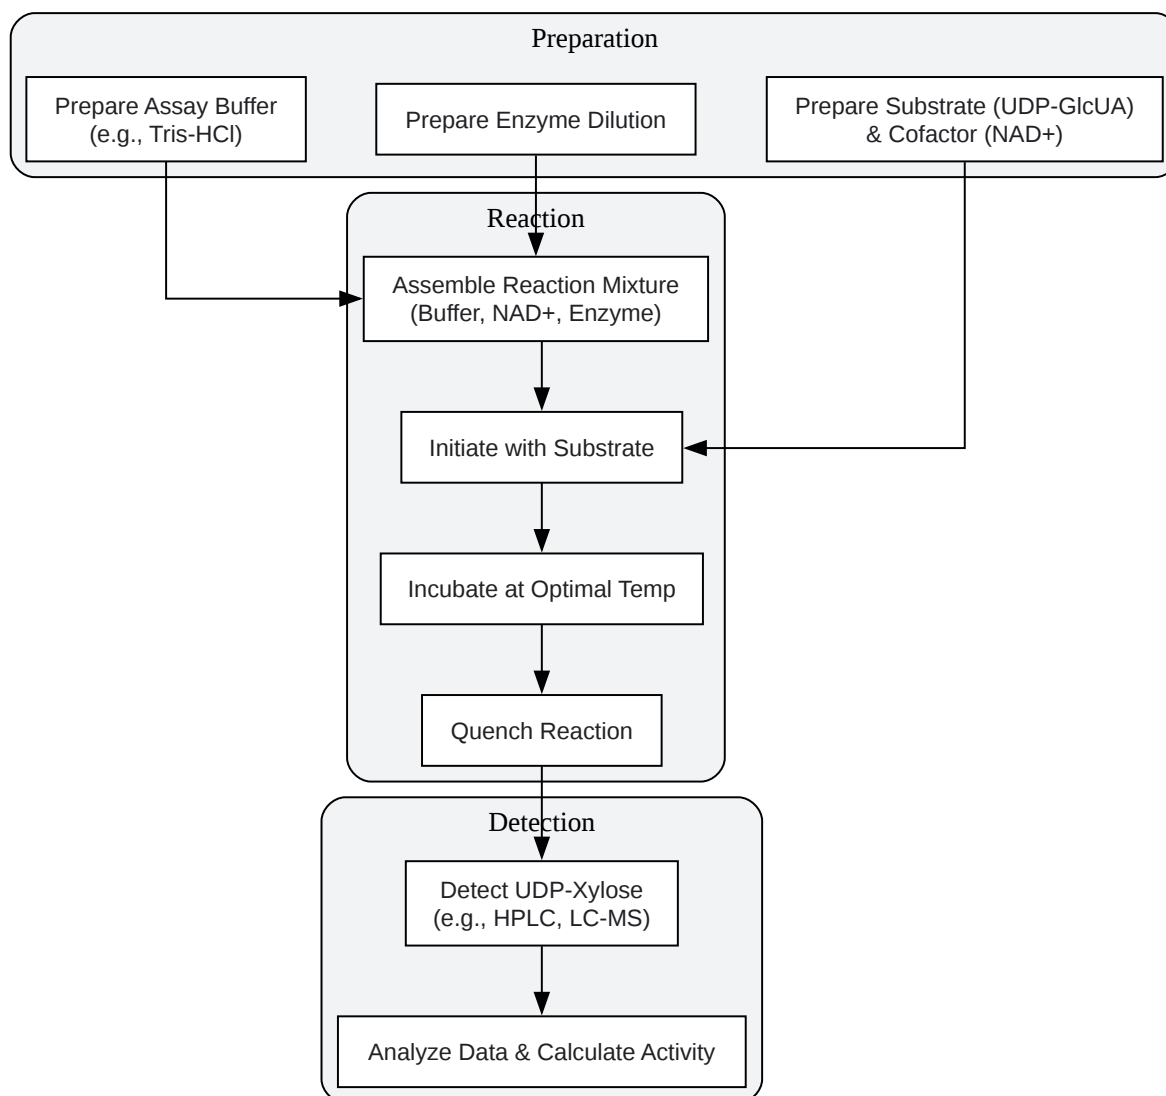 Preparation
Prepare Assay Buffer
(e.g., Tris-HCl)
Prepare Enzyme Dilution
Prepare Substrate (UDP-GlcUA)
& Cofactor (NAD+)
Reaction
Assemble Reaction Mixture
(Buffer, NAD+, Enzyme)
Initiate with Substrate
Incubate at Optimal Temp
Quench Reaction
Detection
Detect UDP-Xylose
(e.g., HPLC, LC-MS)
Analyze Data & Calculate Activity